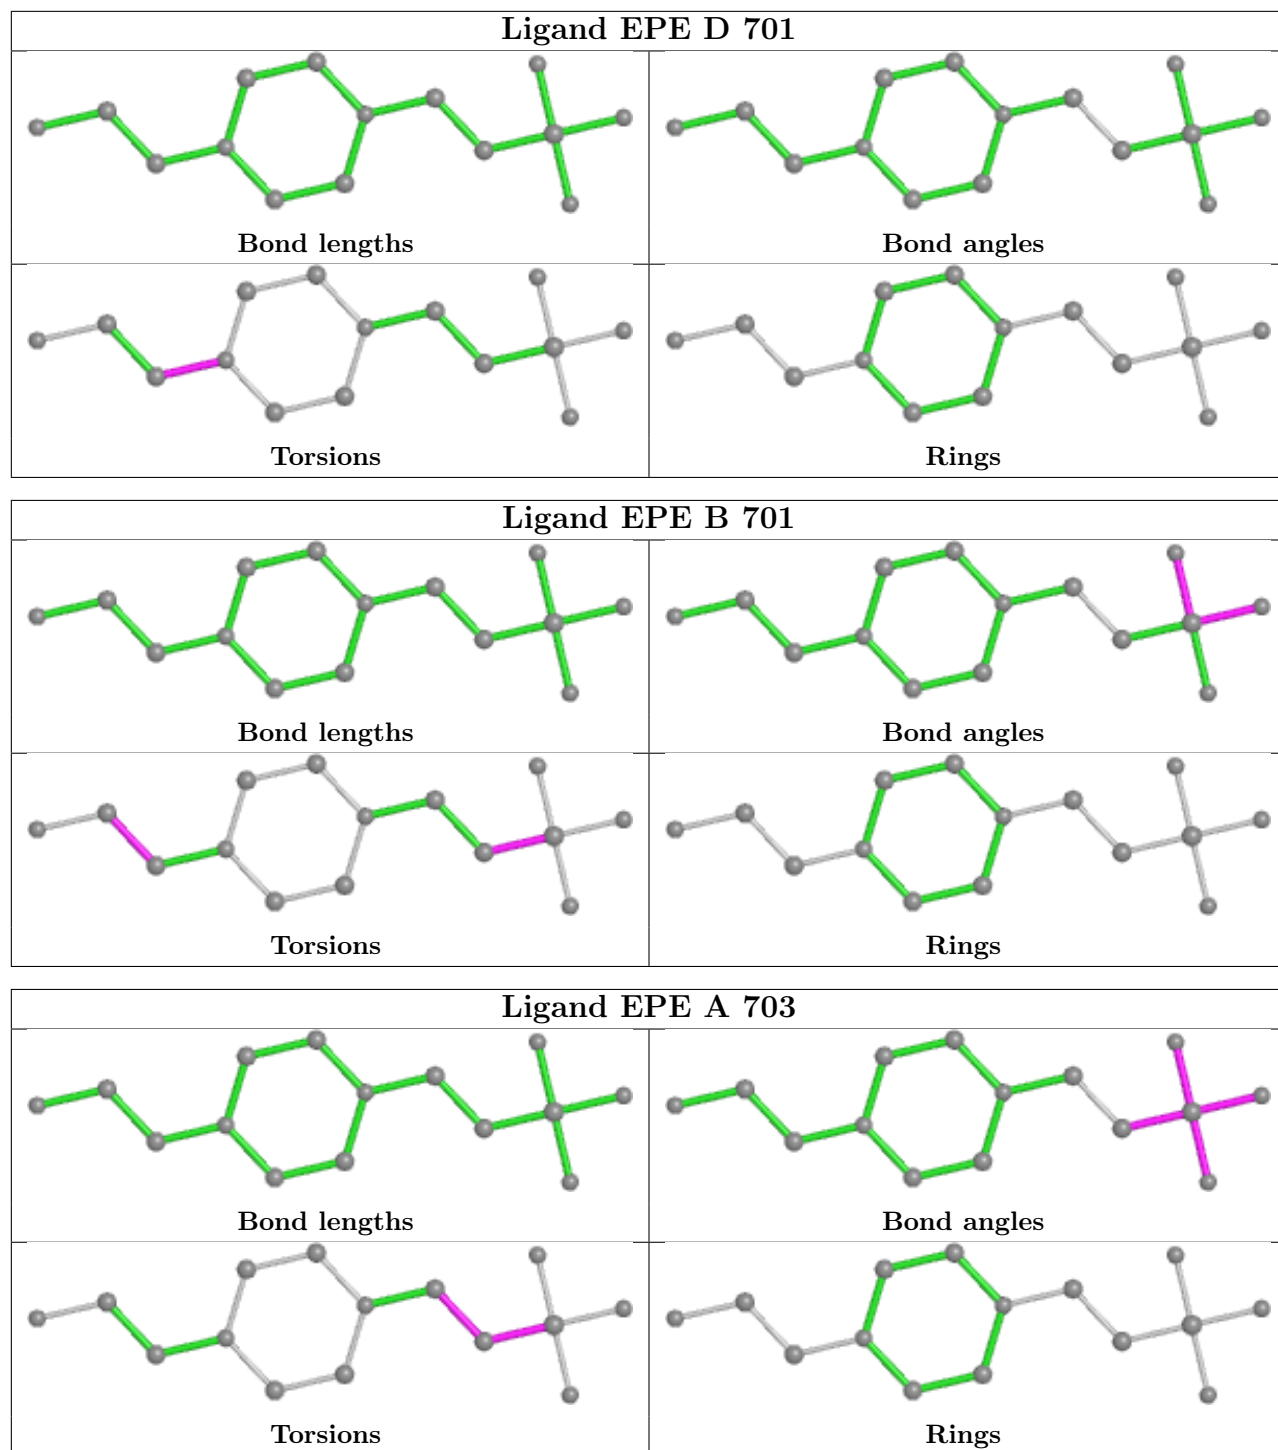 Ligand EPE D 701
Bond lengths
Bond angles
Torsions
Rings
Ligand EPE B 701
Bond lengths
Bond angles
Torsions
Rings
Ligand EPE A 703
Bond lengths
Bond angles
Torsions
Rings